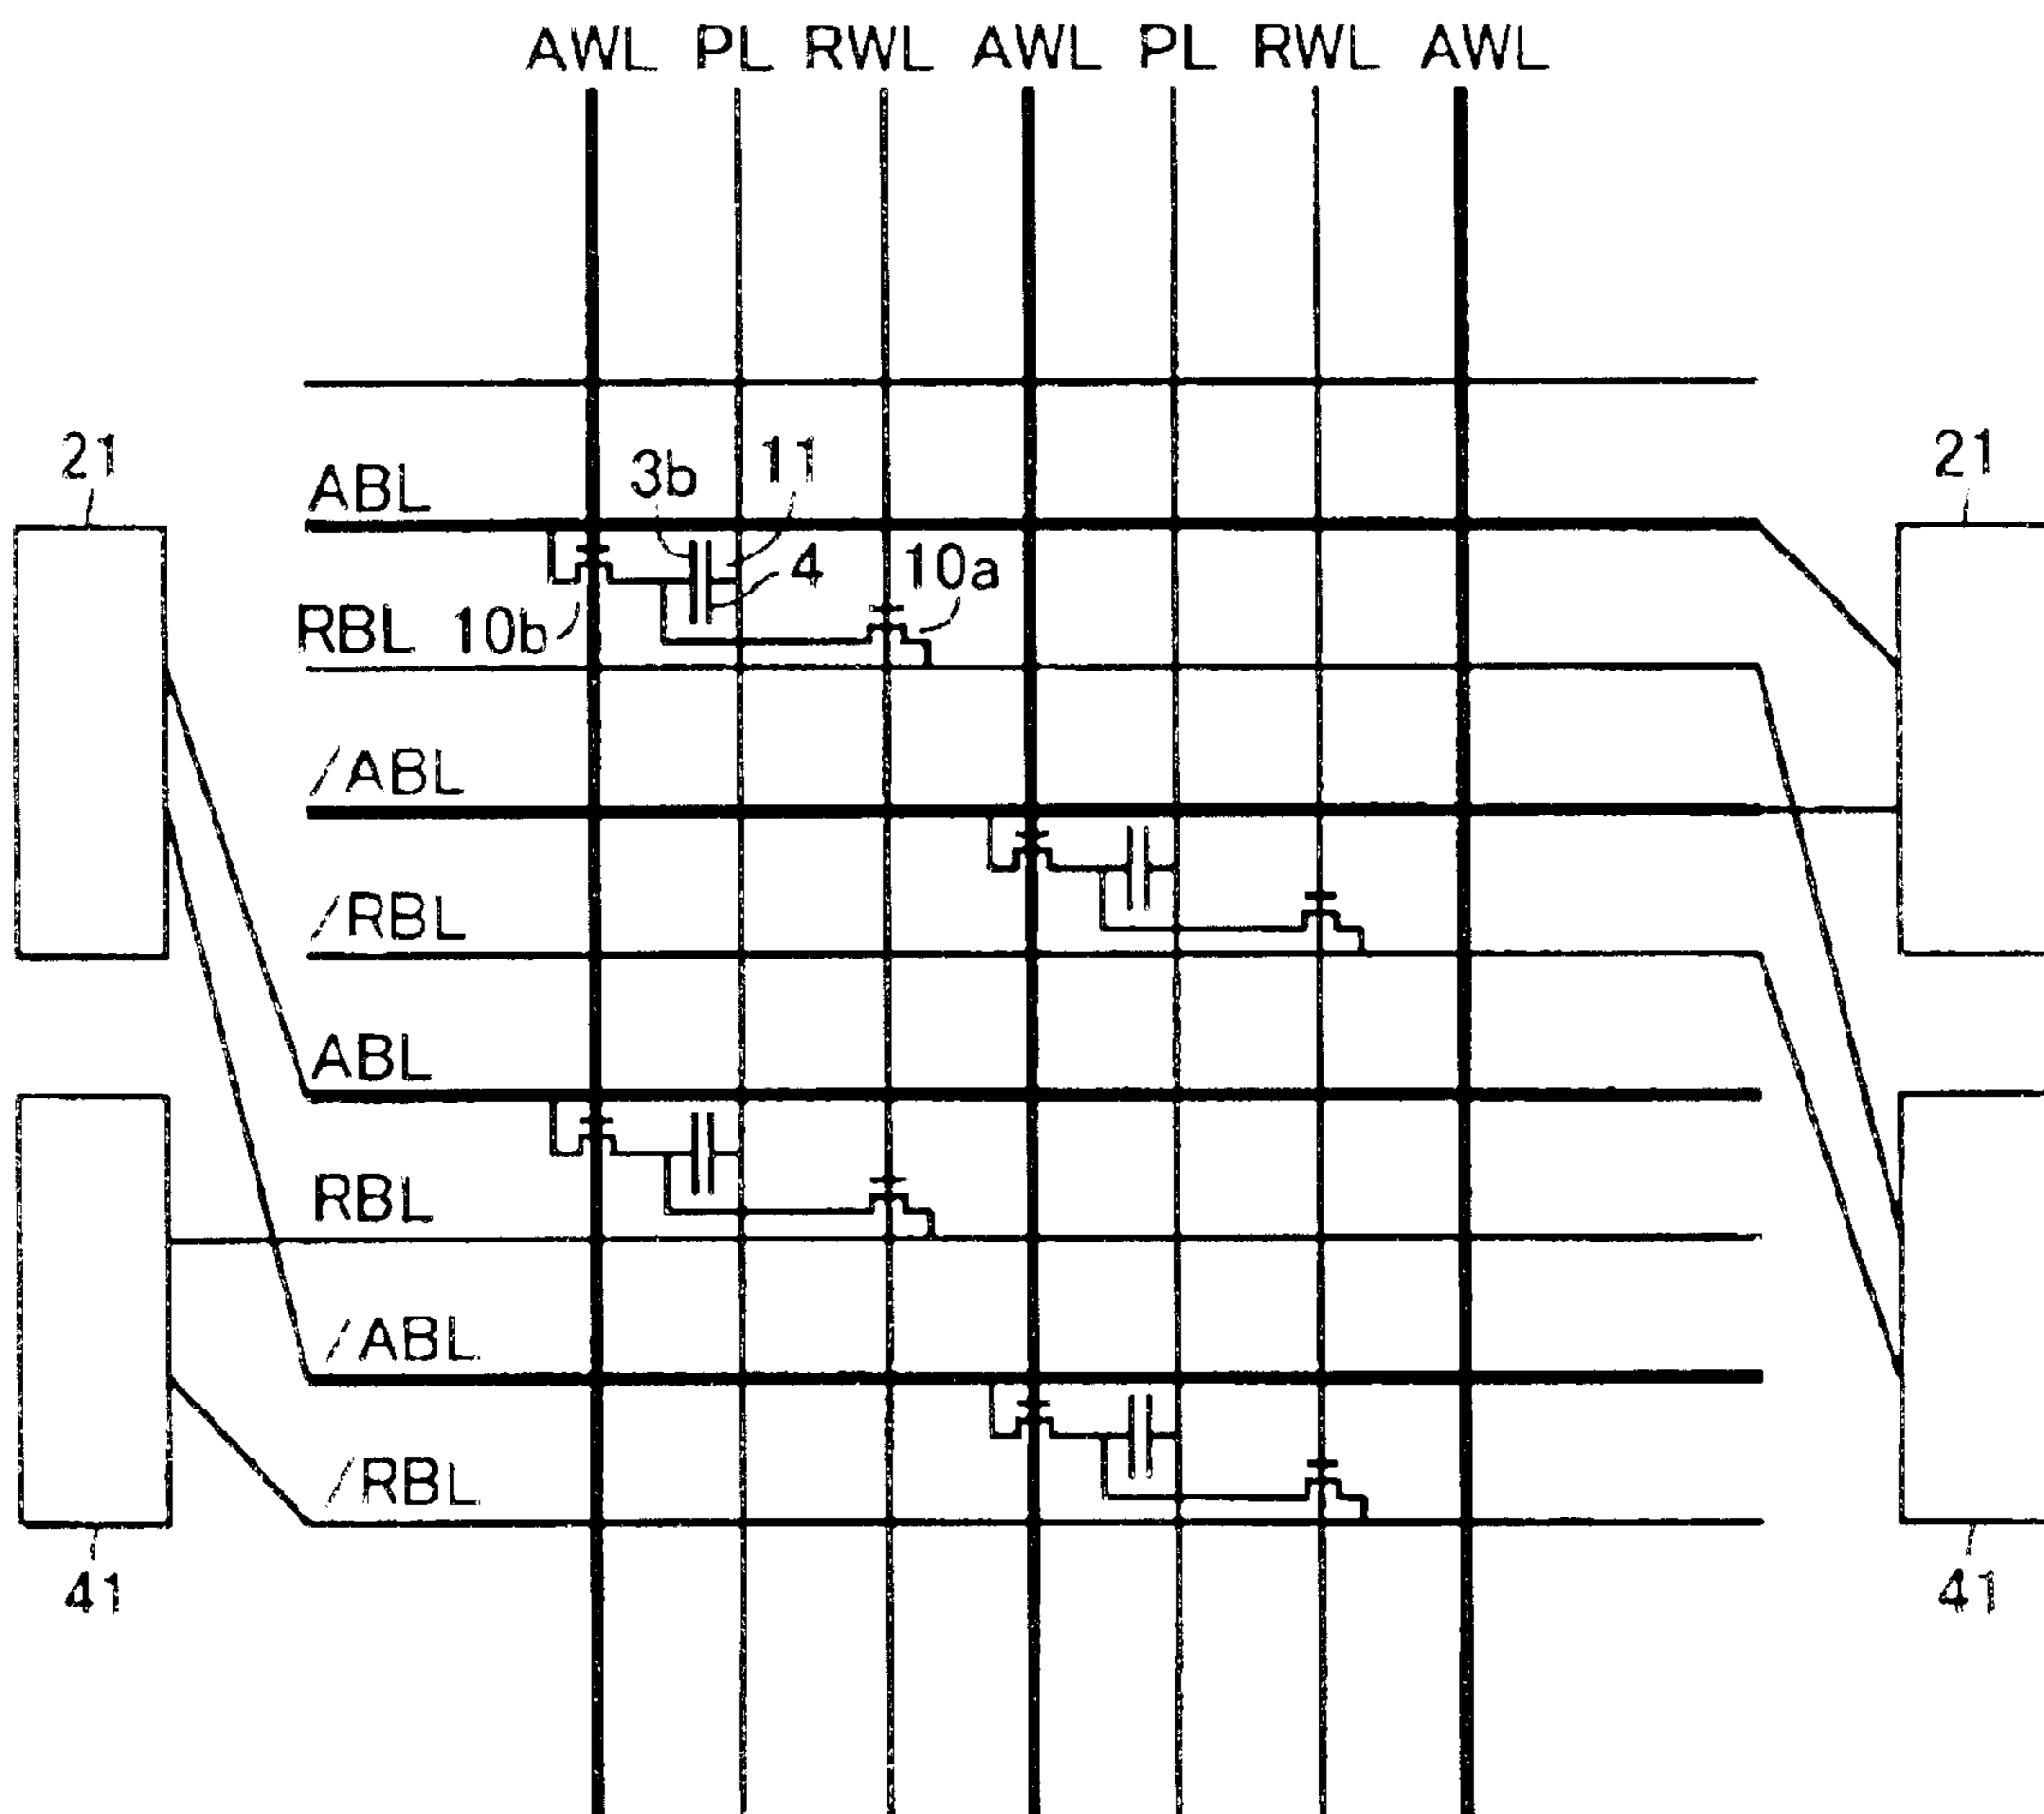 AWL PL RWL AWL PL RWL AWL
21 21
ABL 3b 11
4 10a
RBL 10b
/ABL
/RBL
ABL
RBL
/ABL
/RBL
41 41